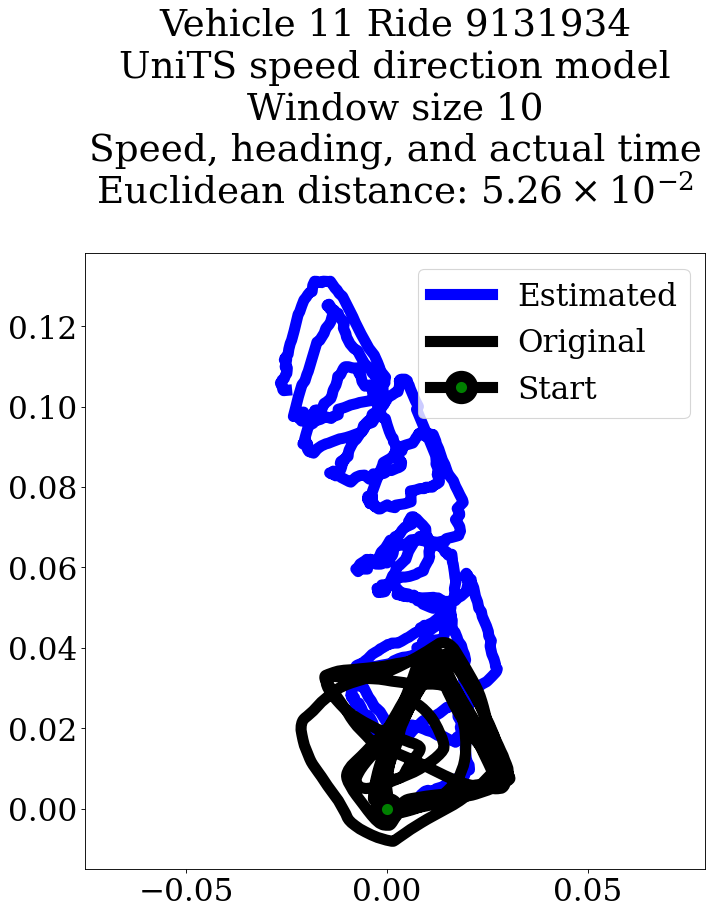 Vehicle 11 Ride 9131934
UniTS speed direction model
Window size 10
Speed, heading, and actual time
Euclidean distance: 5.26 × 10⁻²
Estimated
Original
Start
0.12
0.10
0.08
0.06
0.04
0.02
0.00
−0.05 0.00 0.05